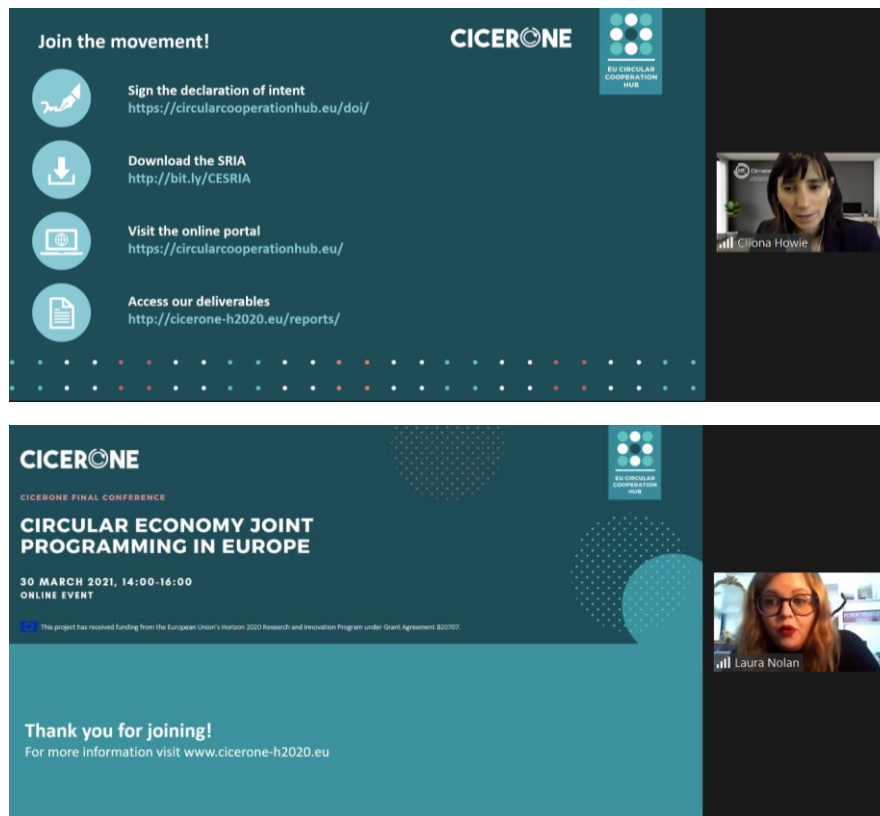 Join the movement!
CICERONE
EU CIRCULAR
COOPERATION
HUB
Sign the declaration of intent
https://circularcooperationhub.eu/doi/
Download the SRIA
http://bit.ly/CESRIA
Visit the online portal
https://circularcooperationhub.eu/
Access our deliverables
http://cicerone-h2020.eu/reports/
Cliona Howie
CICERONE
EU CIRCULAR
COOPERATION
HUB
CICERONE FINAL CONFERENCE
CIRCULAR ECONOMY JOINT
PROGRAMMING IN EUROPE
30 MARCH 2021, 14:00-16:00
ONLINE EVENT
This project has received funding from the European Union's Horizon 2020 Research and Innovation Program under Grant Agreement 820707.
Laura Nolan
Thank you for joining!
For more information visit www.cicerone-h2020.eu